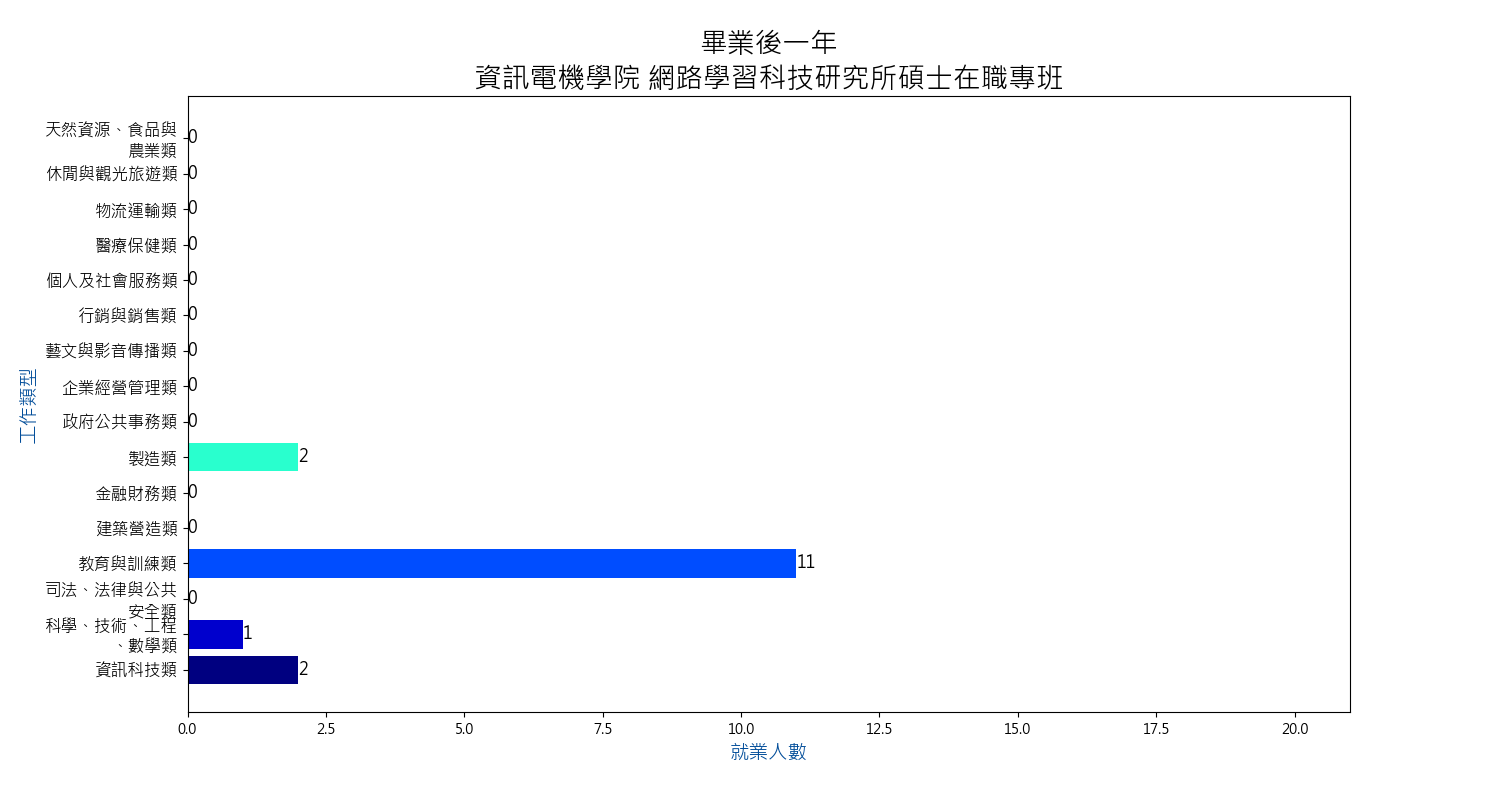 畢業後一年
資訊電機學院 網路學習科技研究所碩士在職專班
天然資源、食品與
農業類
0
休閒與觀光旅遊類
0
物流運輸類
0
醫療保健類
0
個人及社會服務類
0
行銷與銷售類
0
藝文與影音傳播類
0
企業經營管理類
0
政府公共事務類
0
製造類
2
金融財務類
0
建築營造類
0
教育與訓練類
11
司法、法律與公共
安全類
0
科學、技術、工程
、數學類
1
資訊科技類
2
工作類型
0.0 2.5 5.0 7.5 10.0 12.5 15.0 17.5 20.0
就業人數